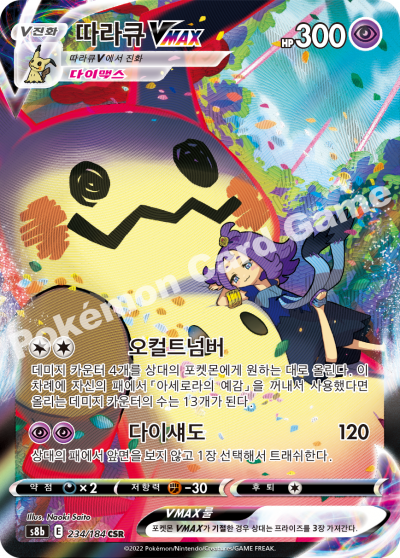 V진화
따라큐 VMAX
HP 300
따라큐V에서 진화
다이맥스
Pokémon Card Game
오컬트넘버
데미지 카운터 4개를 상대의 포켓몬에게 원하는 대로 올린다. 이
차례에 자신의 패에서 「아세로라의 예감」을 꺼내서 사용했다면
올리는 데미지 카운터의 수는 13개가 된다.
다이섀도 120
상대의 패에서 앞면을 보지 않고 1장 선택해서 트래쉬한다.
약점 ×2 저항력 -30 후퇴
Illus. Naoki Saito
s8b E 234/184 CSR
VMAX 룰
포켓몬 VMAX가 기절한 경우 상대는 프라이즈를 3장 가져간다.
©2022 Pokémon/Nintendo/Creatures/GAME FREAK.